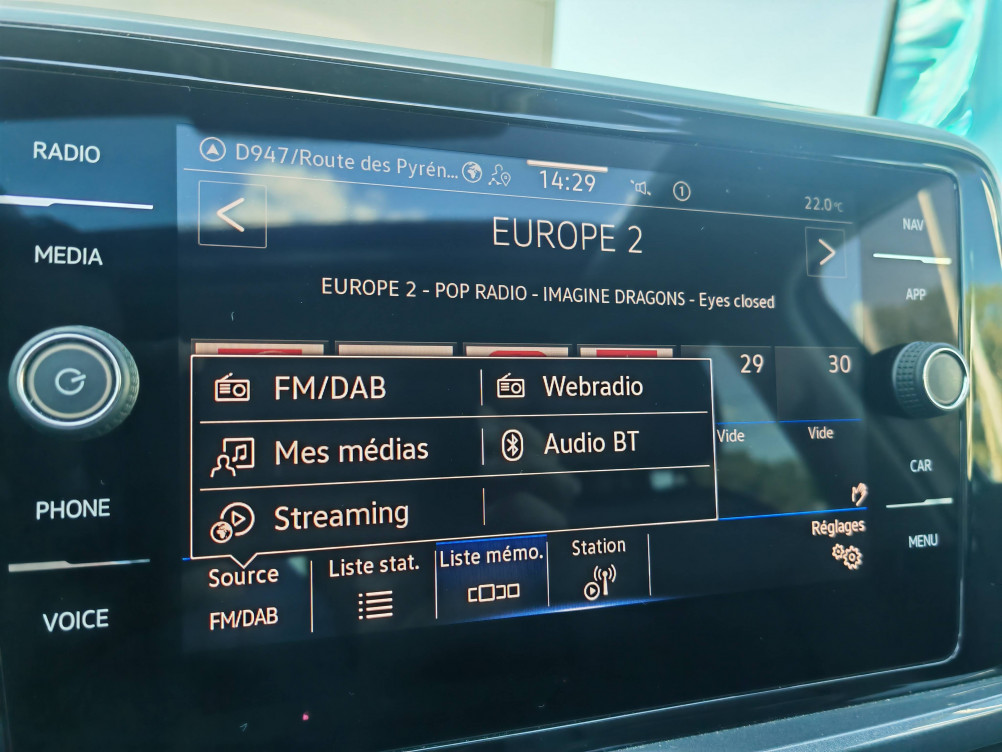 RADIO
MEDIA
PHONE
VOICE
D947/Route des Pyrén...
14:29
1
22.0°C
<
EUROPE 2
>
EUROPE 2 - POP RADIO - IMAGINE DRAGONS - Eyes closed
29
30
Vide
Vide
FM/DAB
Webradio
Mes médias
Audio BT
Streaming
Réglages
Source
FM/DAB
Liste stat.
Liste mémo.
Station
NAV
APP
CAR
MENU